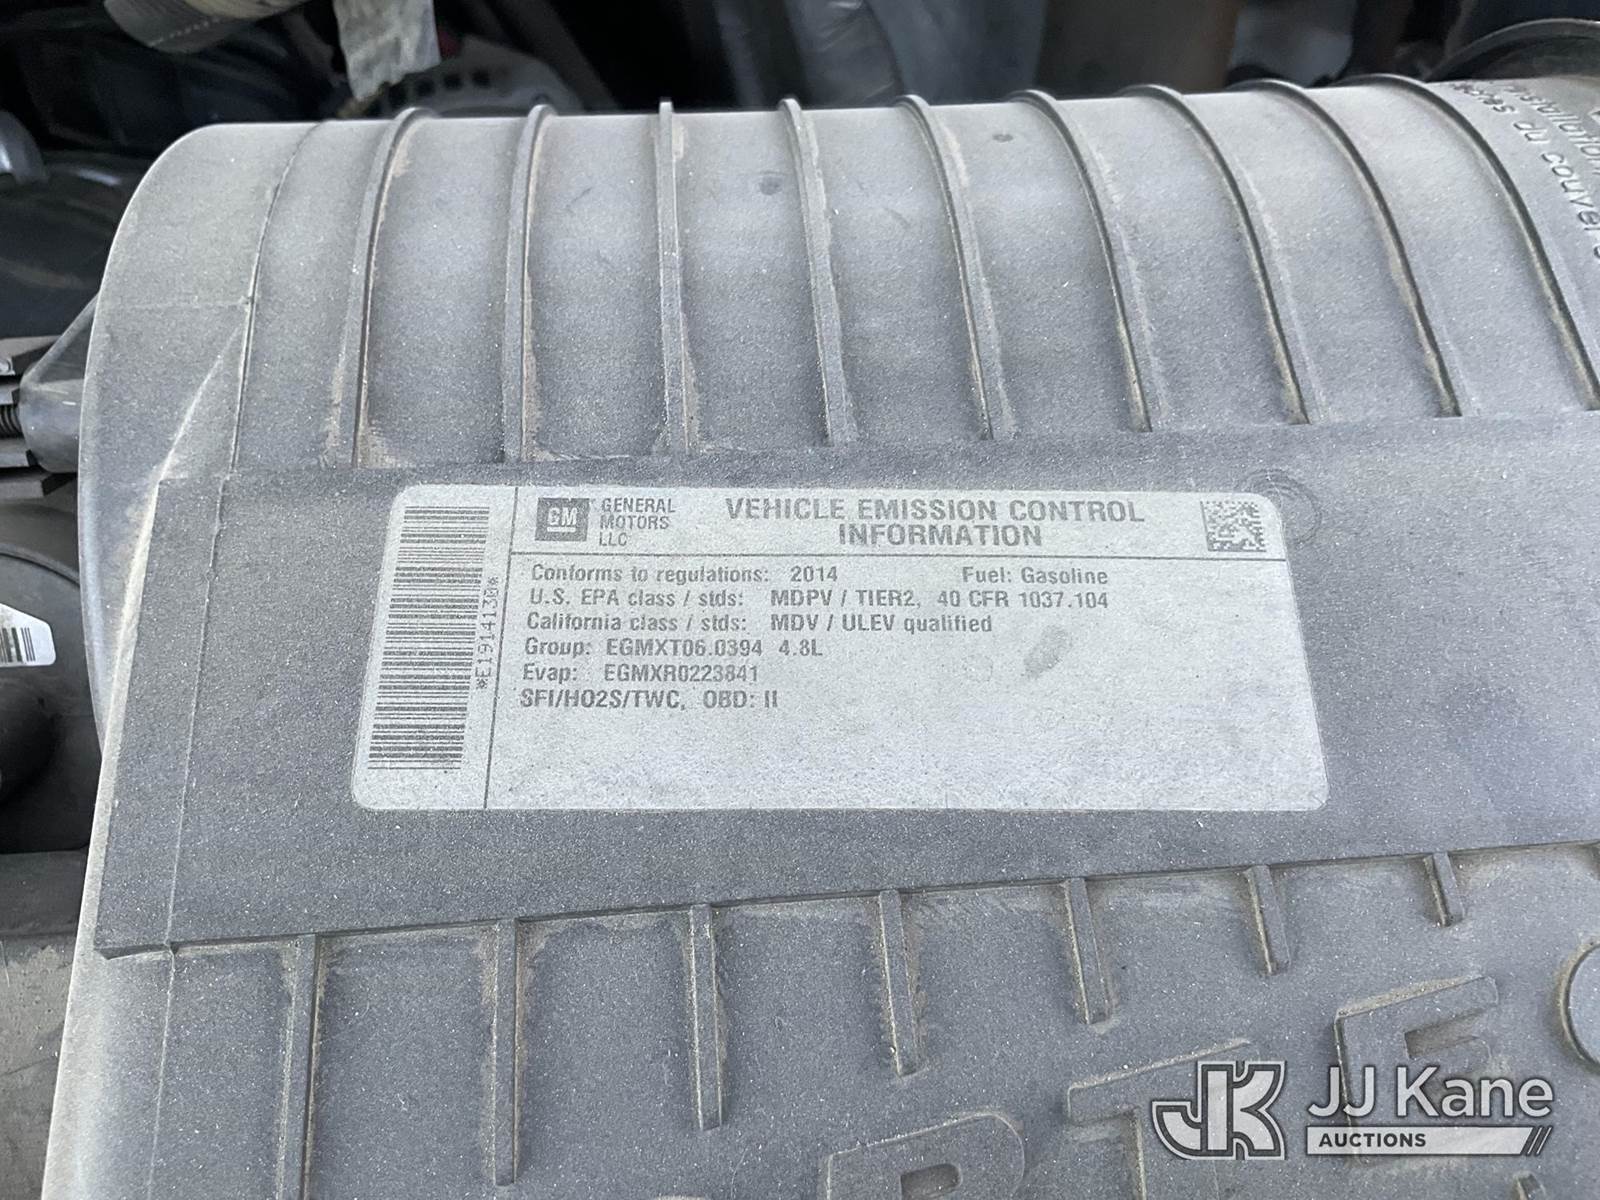 GM GENERAL
MOTORS
LLC
VEHICLE EMISSION CONTROL
INFORMATION
Conforms to regulations: 2014 Fuel: Gasoline
U.S. EPA class / stds: MDPV / TIER2, 40 CFR 1037.104
California class / stds: MDV / ULEV qualified
Group: EGMXT06.0394 4.8L
Evap: EGMXR0223841
SFI/HO2S/TWC, OBD: II
*E1914130*
du couver
JK JJ Kane
AUCTIONS